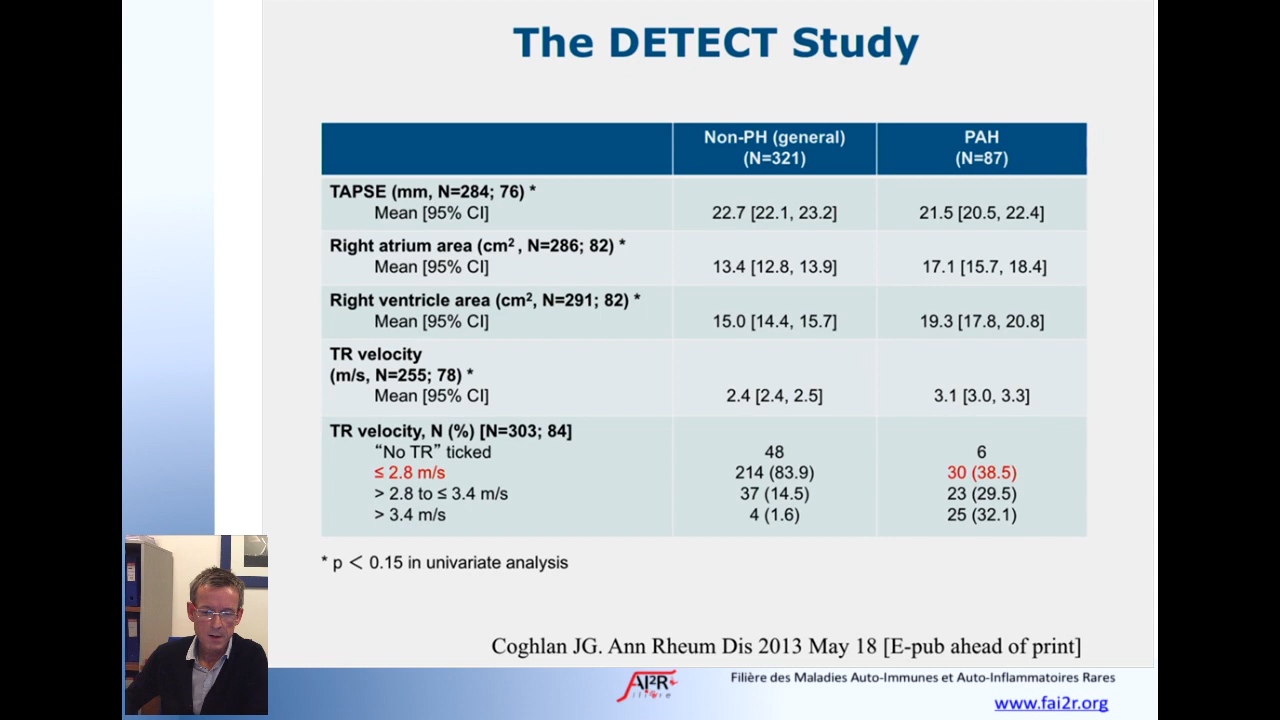 The DETECT Study
Non-PH (general)
(N=321)
PAH
(N=87)
TAPSE (mm, N=284; 76) *
Mean [95% CI]
22.7 [22.1, 23.2]
21.5 [20.5, 22.4]
Right atrium area (cm², N=286; 82) *
Mean [95% CI]
13.4 [12.8, 13.9]
17.1 [15.7, 18.4]
Right ventricle area (cm², N=291; 82) *
Mean [95% CI]
15.0 [14.4, 15.7]
19.3 [17.8, 20.8]
TR velocity
(m/s, N=255; 78) *
Mean [95% CI]
2.4 [2.4, 2.5]
3.1 [3.0, 3.3]
TR velocity, N (%) [N=303; 84]
“No TR” ticked
48
6
≤ 2.8 m/s
214 (83.9)
30 (38.5)
> 2.8 to ≤ 3.4 m/s
37 (14.5)
23 (29.5)
> 3.4 m/s
4 (1.6)
25 (32.1)
* p < 0.15 in univariate analysis
Coghlan JG. Ann Rheum Dis 2013 May 18 [E-pub ahead of print]
FAI²R
filière
Filière des Maladies Auto-Immunes et Auto-Inflammatoires Rares
www.fai2r.org